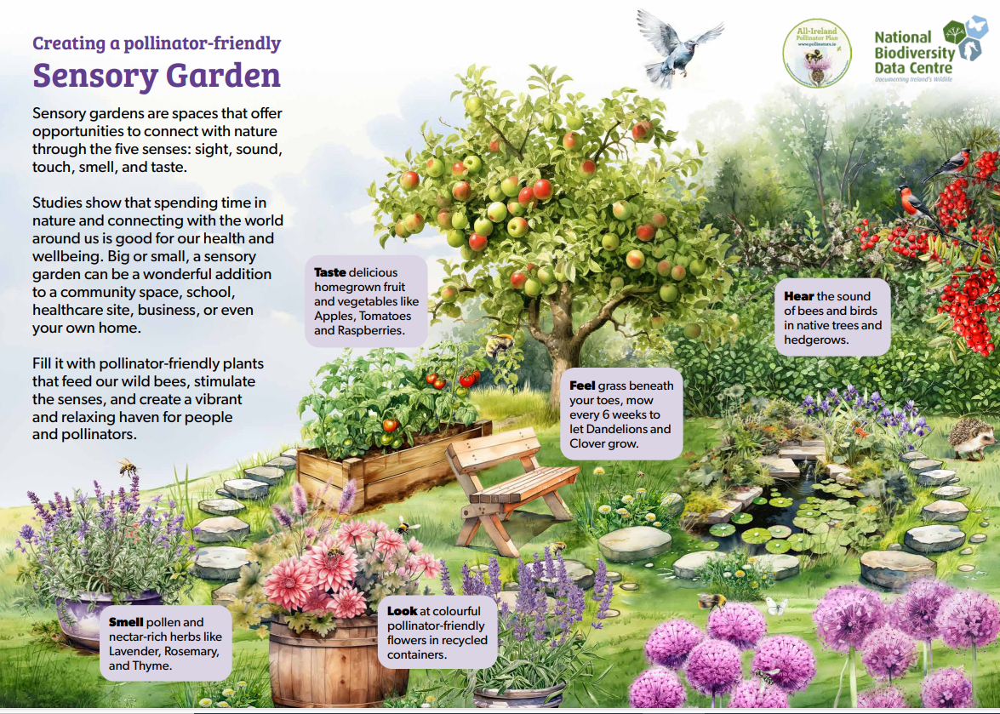 Creating a pollinator-friendly
Sensory Garden
Sensory gardens are spaces that offer
opportunities to connect with nature
through the five senses: sight, sound,
touch, smell, and taste.
Studies show that spending time in
nature and connecting with the world
around us is good for our health and
wellbeing. Big or small, a sensory
garden can be a wonderful addition
to a community space, school,
healthcare site, business, or even
your own home.
Fill it with pollinator-friendly plants
that feed our wild bees, stimulate
the senses, and create a vibrant
and relaxing haven for people
and pollinators.
All-Ireland
Pollinator Plan
www.pollinators.ie
National
Biodiversity
Data Centre
Documenting Ireland's Wildlife
Taste delicious
homegrown fruit
and vegetables like
Apples, Tomatoes
and Raspberries.
Hear the sound
of bees and birds
in native trees and
hedgerows.
Feel grass beneath
your toes, mow
every 6 weeks to
let Dandelions and
Clover grow.
Smell pollen and
nectar-rich herbs like
Lavender, Rosemary,
and Thyme.
Look at colourful
pollinator-friendly
flowers in recycled
containers.